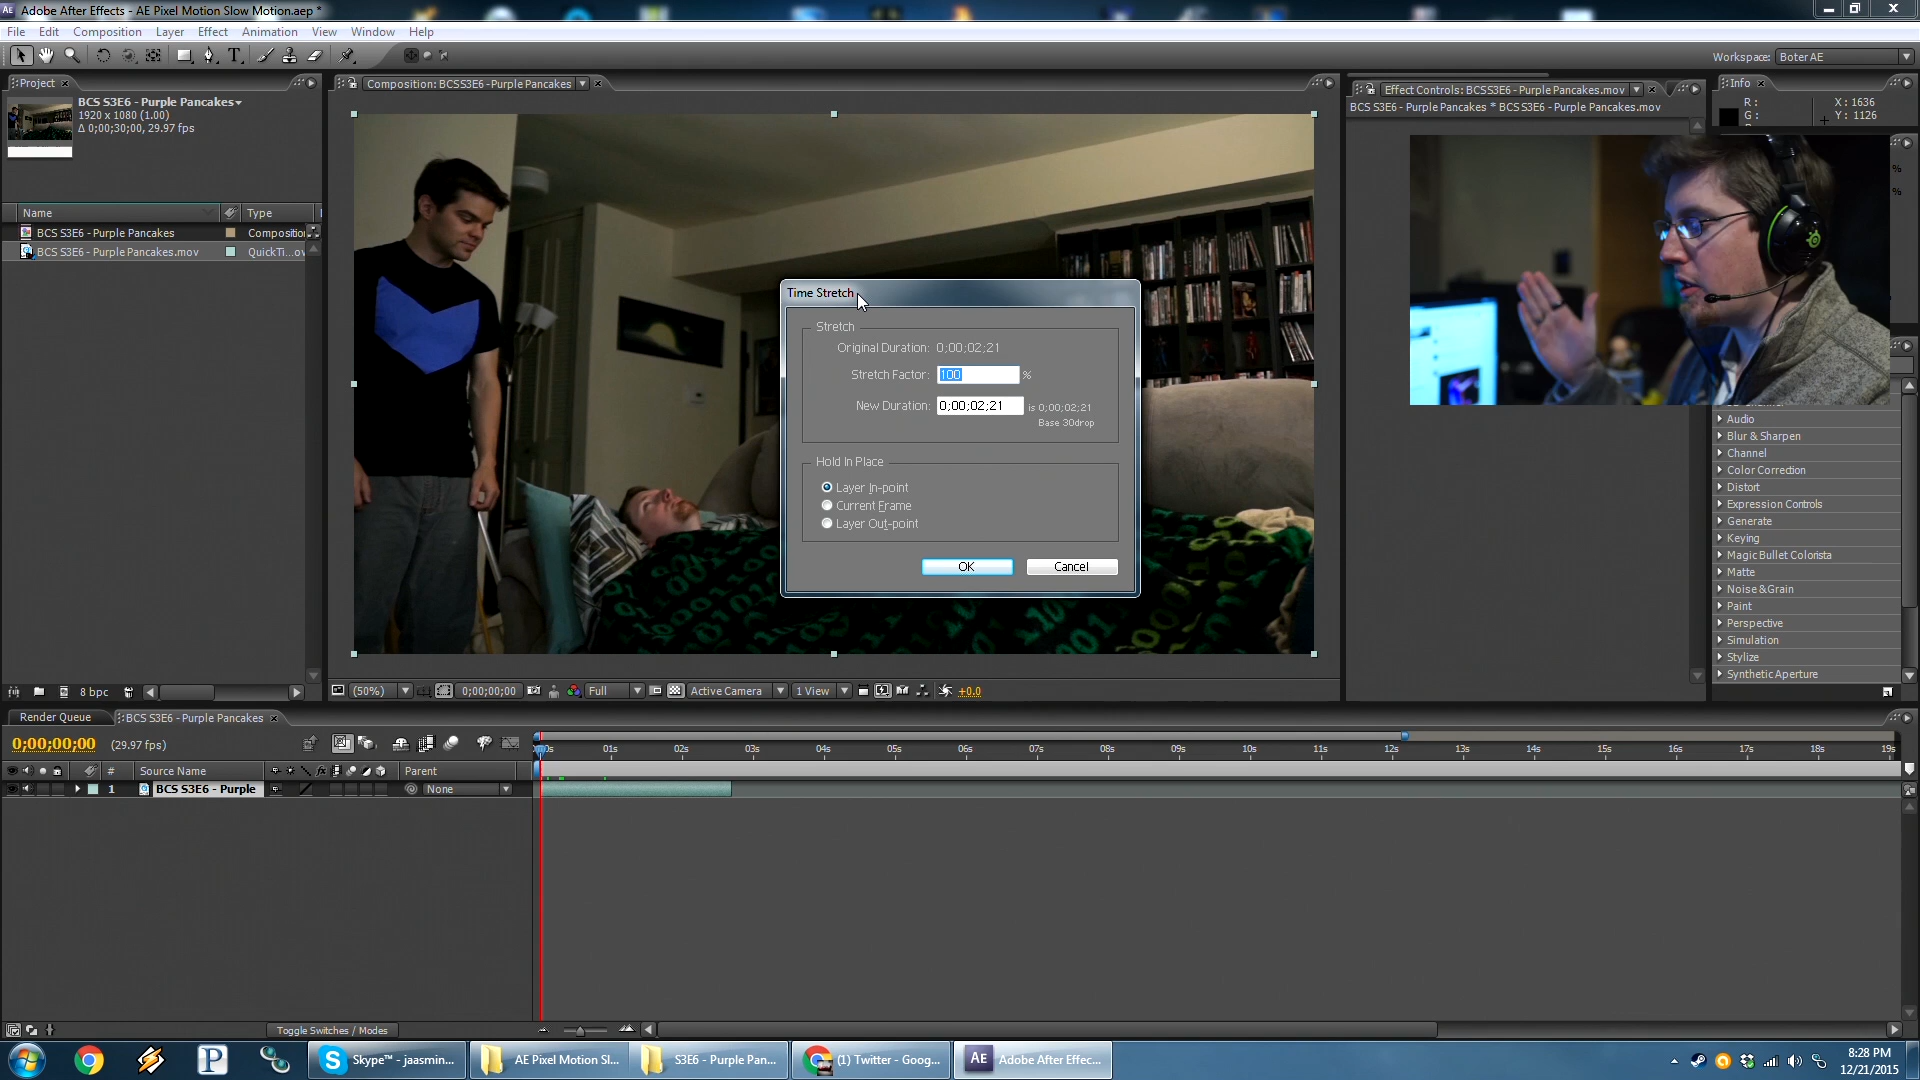 Adobe After Effects - AE Pixel Motion Slow Motion.aep *
File Edit Composition Layer Effect Animation View Window Help
Workspace: Boter AE
Project
Composition: BCS S3E6 - Purple Pancakes
Effect Controls: BCS S3E6 - Purple Pancakes.mov
Info
BCS S3E6 - Purple Pancakes
1920 x 1080 (1.00)
Δ 0;00;30;00, 29.97 fps
BCS S3E6 - Purple Pancakes * BCS S3E6 - Purple Pancakes.mov
R :
G :
X : 1636
Y : 1126
%
%
Name Type
BCS S3E6 - Purple Pancakes Compositio
BCS S3E6 - Purple Pancakes.mov QuickTi...ov
Time Stretch
Stretch
Original Duration: 0;00;02;21
Stretch Factor: 100 %
New Duration: 0;00;02;21 is 0;00;02;21
Base 30drop
Hold In Place
Layer In-point
Current Frame
Layer Out-point
OK Cancel
Audio
Blur & Sharpen
Channel
Color Correction
Distort
Expression Controls
Generate
Keying
Magic Bullet Colorista
Matte
Noise & Grain
Paint
Perspective
Simulation
Stylize
Synthetic Aperture
8 bpc
(50%) 0;00;00;00 Full Active Camera 1 View +0.0
Render Queue BCS S3E6 - Purple Pancakes
0;00;00;00 (29.97 fps)
01s 02s 03s 04s 05s 06s 07s 08s 09s 10s 11s 12s 13s 14s 15s 16s 17s 18s 19s
# Source Name Parent
1 BCS S3E6 - Purple None
Toggle Switches / Modes
Skype™ - jaasmin... AE Pixel Motion Sl... S3E6 - Purple Pan... (1) Twitter - Goog... AE Adobe After Effec...
8:28 PM
12/21/2015